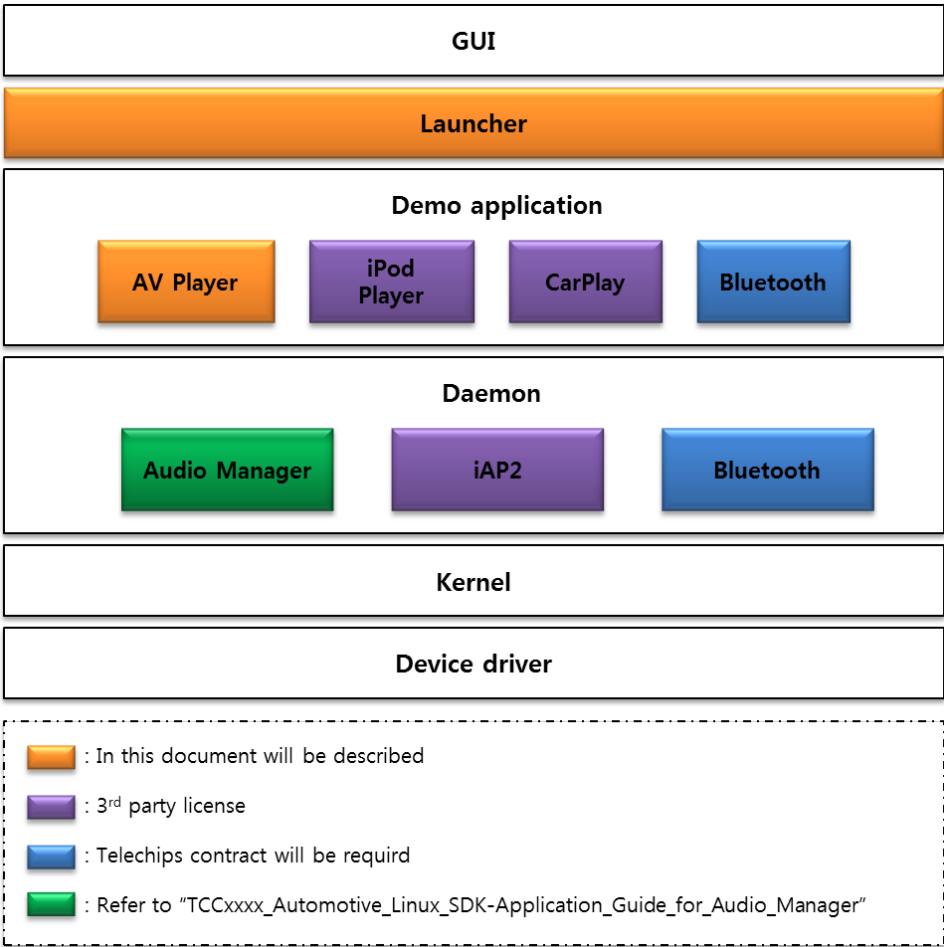 GUI
Launcher
Demo application
AV Player
iPod
Player
CarPlay
Bluetooth
Daemon
Audio Manager
iAP2
Bluetooth
Kernel
Device driver
: In this document will be described
: 3rd party license
: Telechips contract will be requird
: Refer to “TCCxxxx_Automotive_Linux_SDK-Application_Guide_for_Audio_Manager”